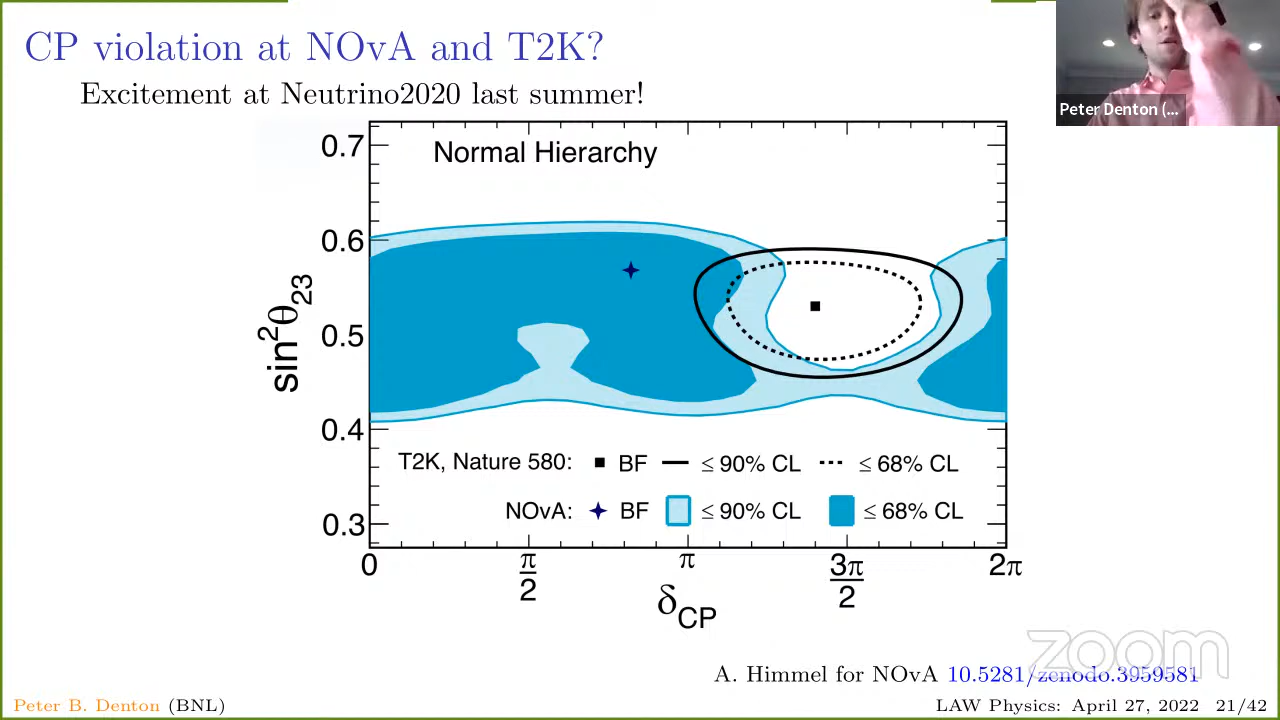 CP violation at NOvA and T2K?
Excitement at Neutrino2020 last summer!
Peter Denton (...
Normal Hierarchy
0.7
0.6
0.5
0.4
0.3
sin²θ₂₃
T2K, Nature 580: BF ≤ 90% CL ≤ 68% CL
NOvA: BF ≤ 90% CL ≤ 68% CL
0 π/2 π 3π/2 2π
δCP
zoom
A. Himmel for NOvA 10.5281/zenodo.3959581
Peter B. Denton (BNL) LAW Physics: April 27, 2022 21/42